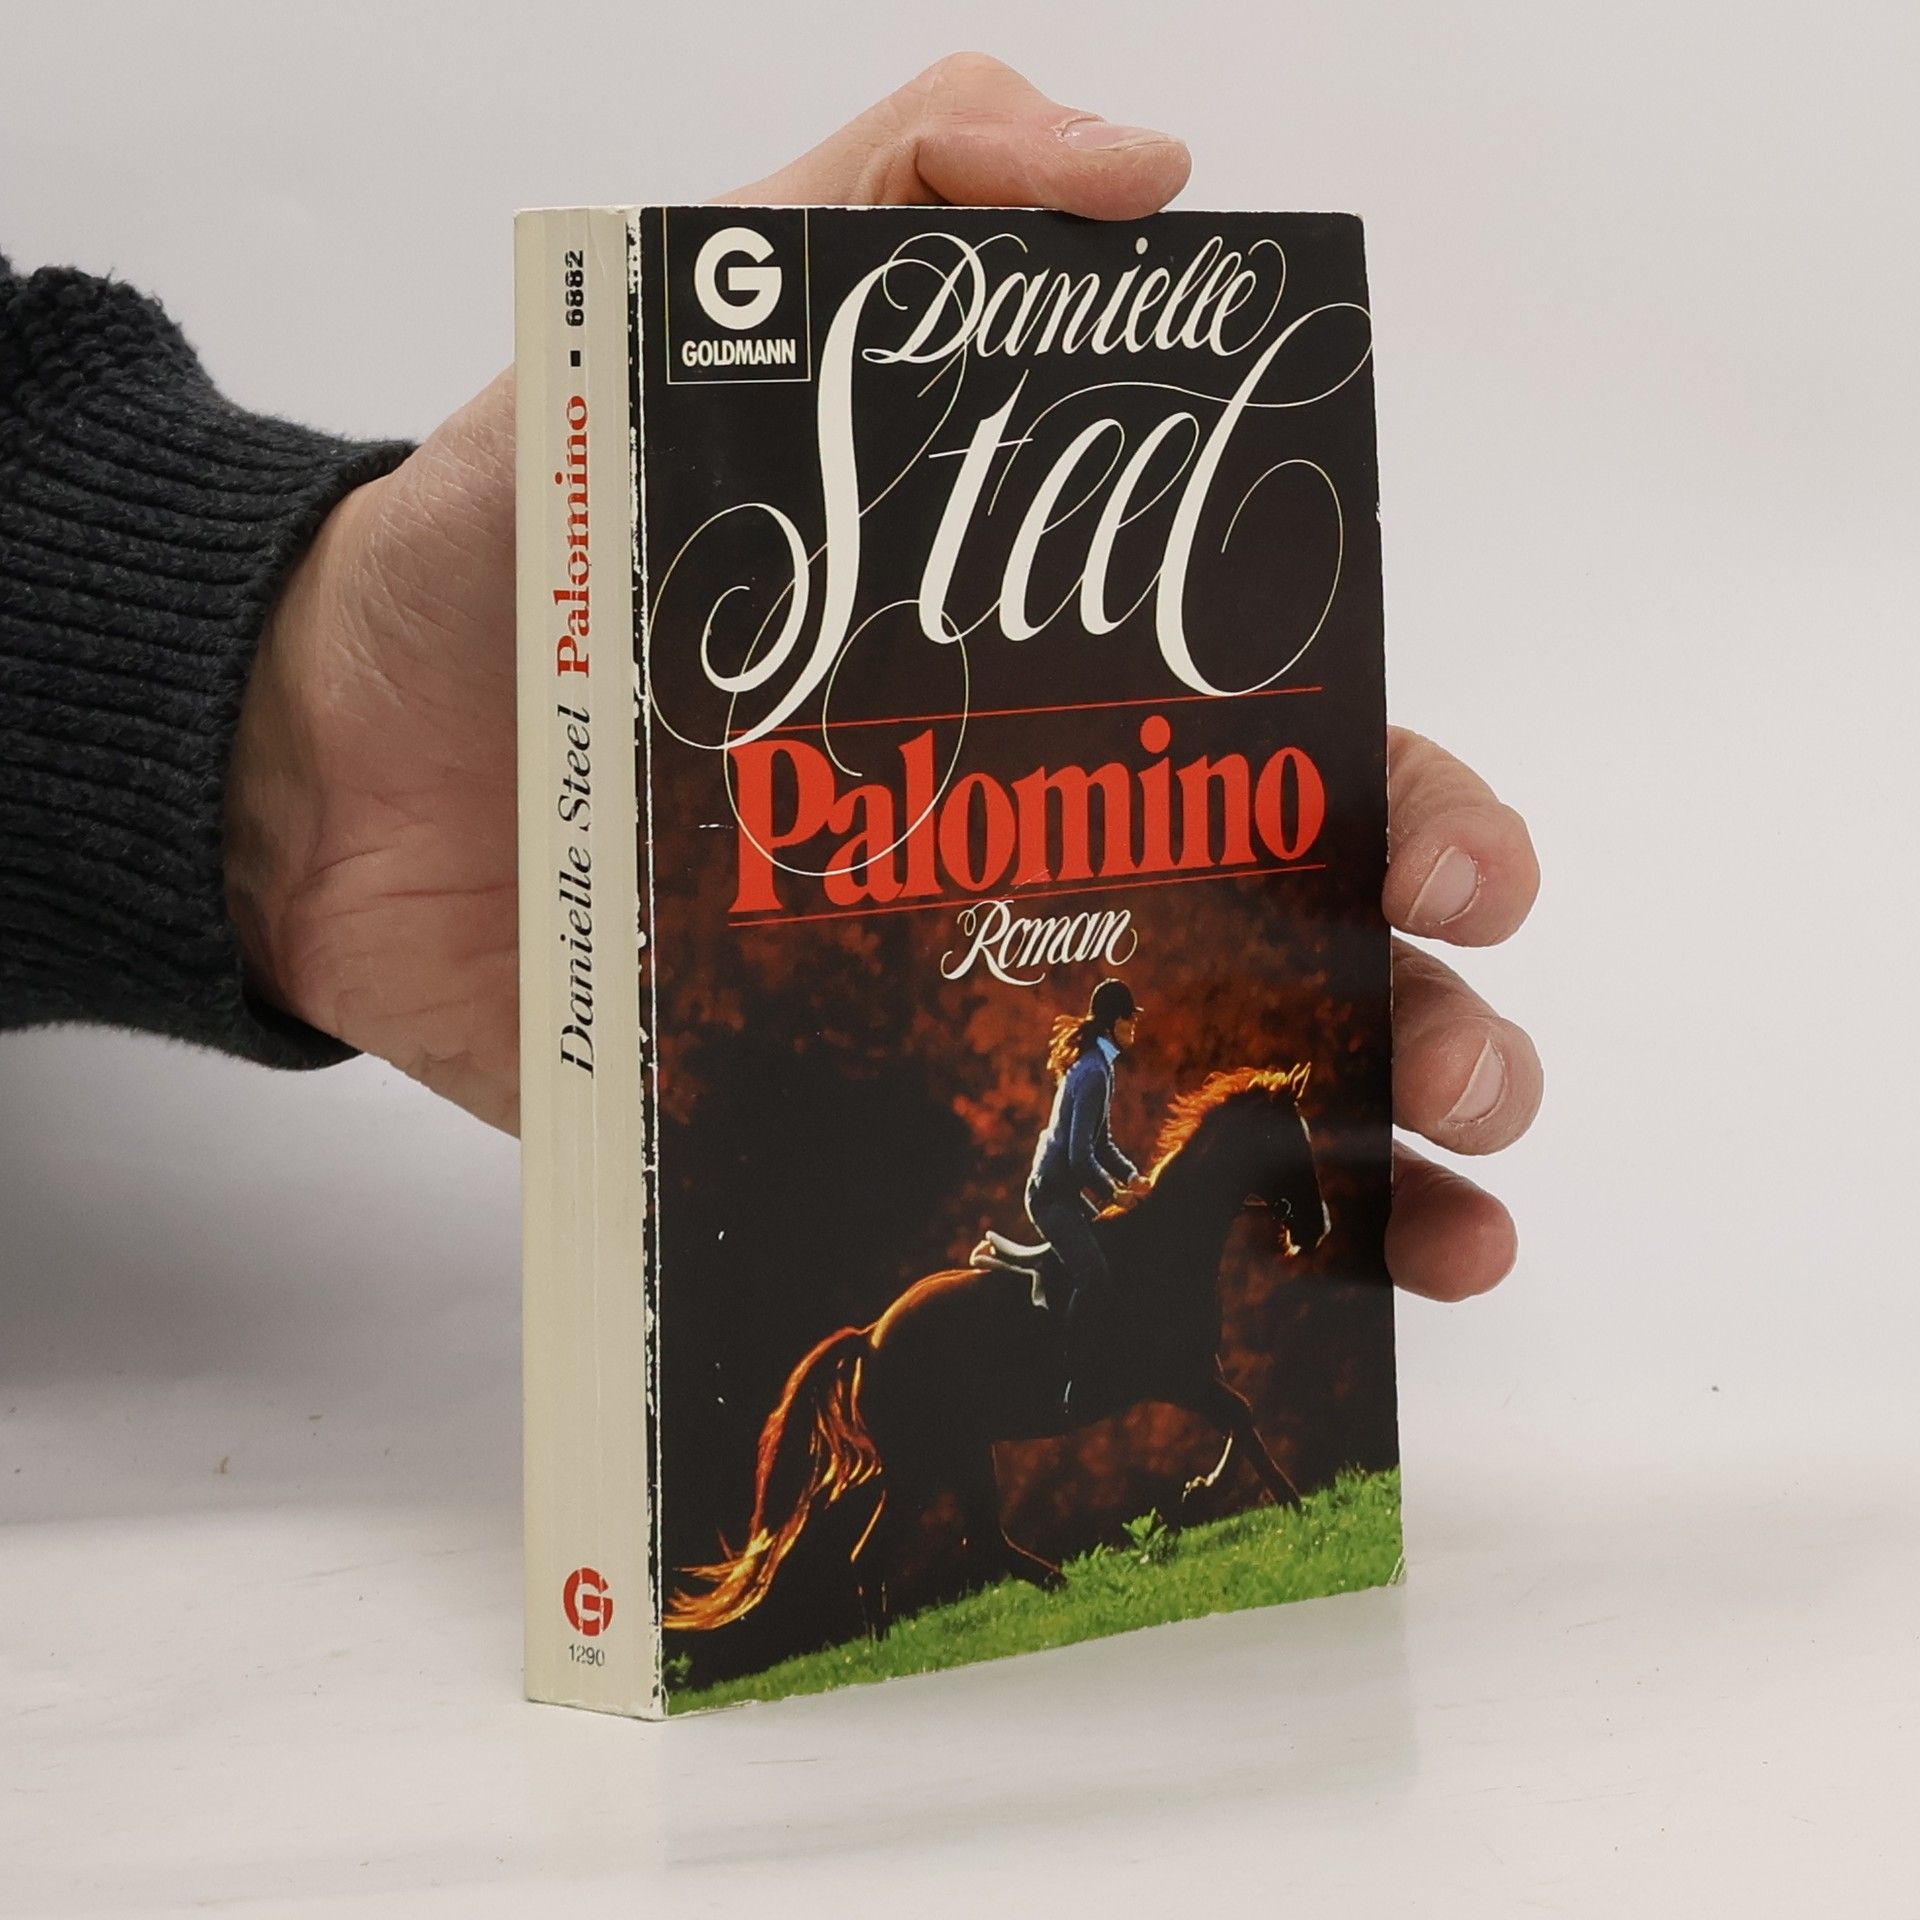 Danielle Steel Palomino ▪ 6882
G
1290
G
GOLDMANN
Danielle
Steel
Palomino
Roman